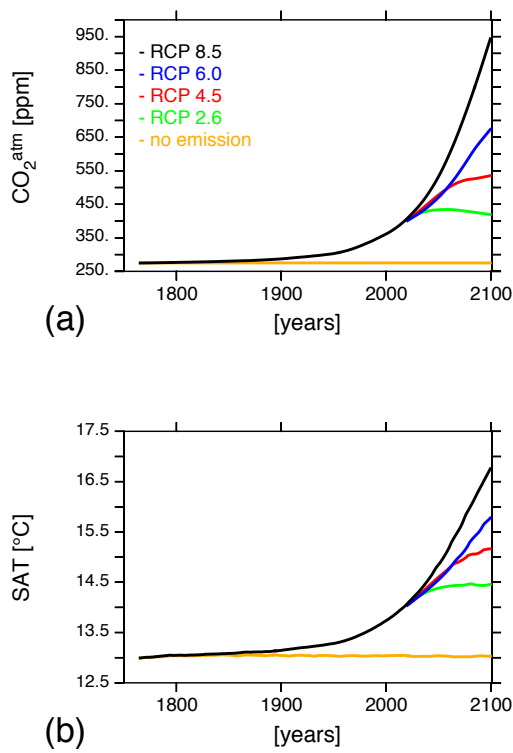 950.
850.
750.
650.
550.
450.
350.
250.
CO2atm [ppm]
- RCP 8.5
- RCP 6.0
- RCP 4.5
- RCP 2.6
- no emission
1800 1900 2000 2100
(a) [years]
17.5
16.5
15.5
14.5
13.5
12.5
SAT [°C]
1800 1900 2000 2100
(b) [years]